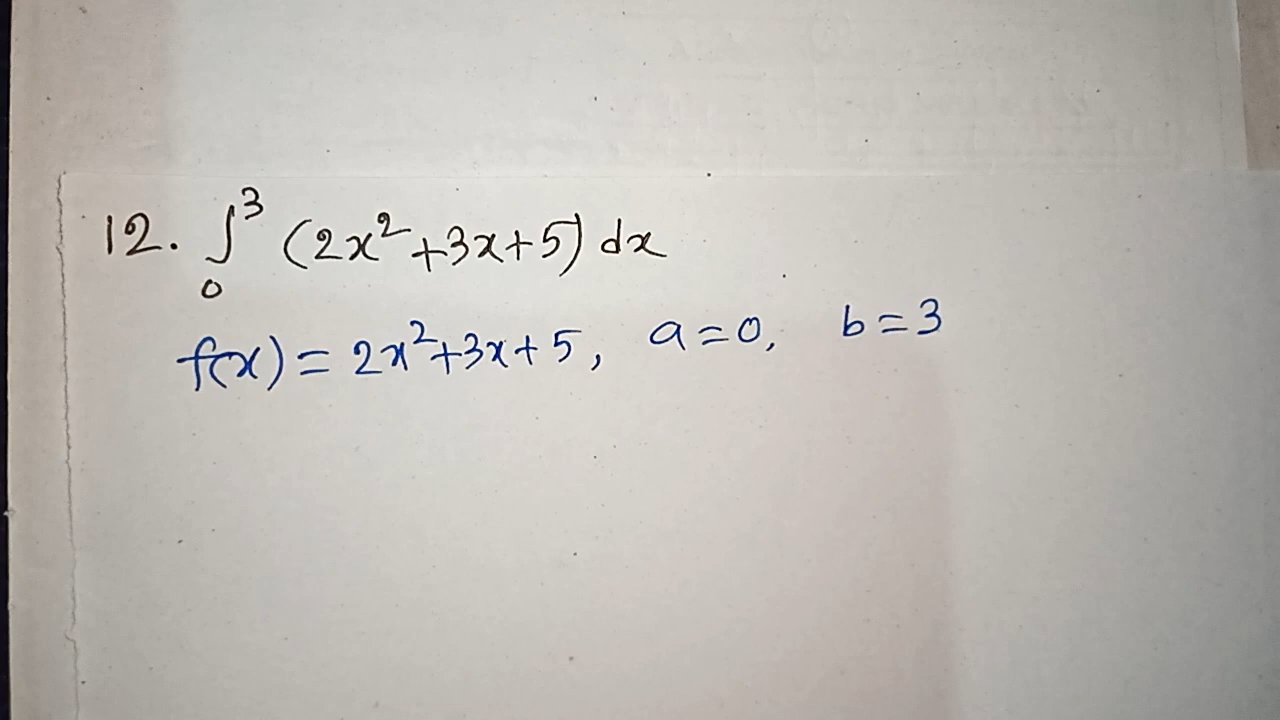 12. ∫₀³ (2x²+3x+5) dx
f(x) = 2x²+3x+5, a=0, b=3